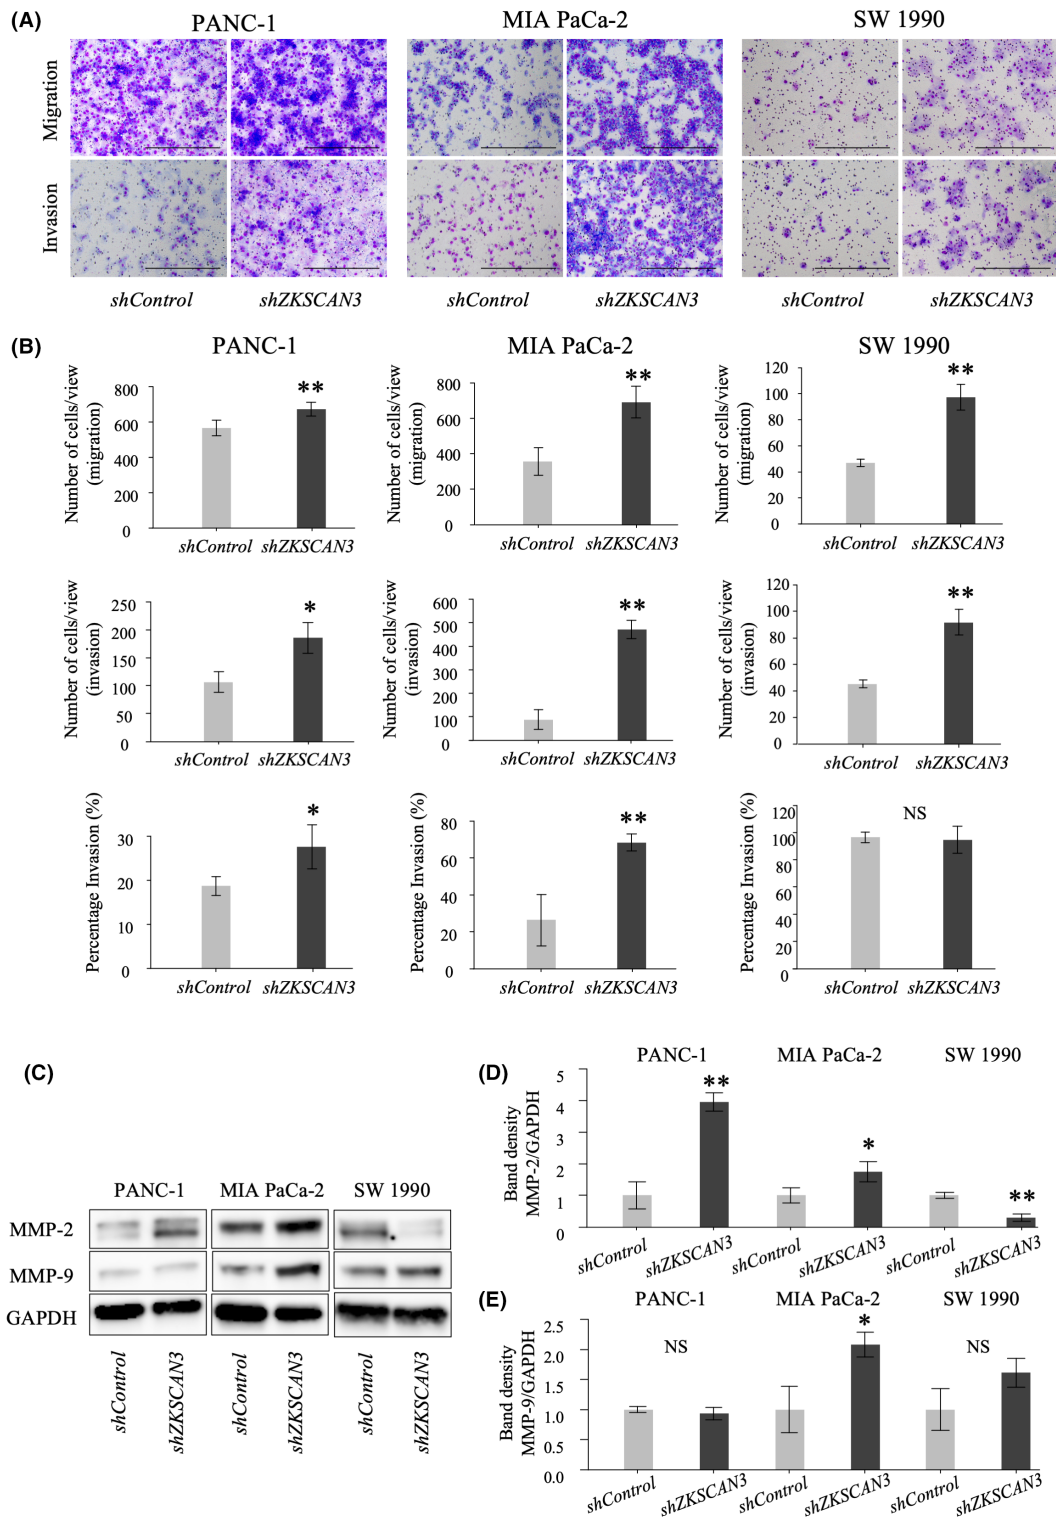 (A)
PANC-1 MIA PaCa-2 SW 1990
Migration
Invasion
shControl shZKSCAN3 shControl shZKSCAN3 shControl shZKSCAN3
(B)
PANC-1 MIA PaCa-2 SW 1990
Number of cells/view
(migration)
800
600
400
200
0
**
shControl shZKSCAN3
Number of cells/view
(migration)
800
600
400
200
0
**
shControl shZKSCAN3
Number of cells/view
(migration)
120
100
80
60
40
20
0
**
shControl shZKSCAN3
Number of cells/view
(invasion)
250
200
150
100
50
0
*
shControl shZKSCAN3
Number of cells/view
(invasion)
600
500
400
300
200
100
0
**
shControl shZKSCAN3
Number of cells/view
(invasion)
120
100
80
60
40
20
0
**
shControl shZKSCAN3
Percentage Invasion (%)
30
20
10
0
*
shControl shZKSCAN3
Percentage Invasion (%)
80
60
40
20
0
**
shControl shZKSCAN3
Percentage Invasion (%)
120
100
80
60
40
20
0
NS
shControl shZKSCAN3
(C)
PANC-1 MIA PaCa-2 SW 1990
MMP-2
MMP-9
GAPDH
shControl
shZKSCAN3
shControl
shZKSCAN3
shControl
shZKSCAN3
(D)
PANC-1 MIA PaCa-2 SW 1990
Band density
MMP-2/GAPDH
5
4
3
2
1
0
**
*
**
shControl
shZKSCAN3
shControl
shZKSCAN3
shControl
shZKSCAN3
(E)
PANC-1 MIA PaCa-2 SW 1990
Band density
MMP-9/GAPDH
2.5
2.0
1.5
1.0
0.5
0.0
NS
*
NS
shControl
shZKSCAN3
shControl
shZKSCAN3
shControl
shZKSCAN3